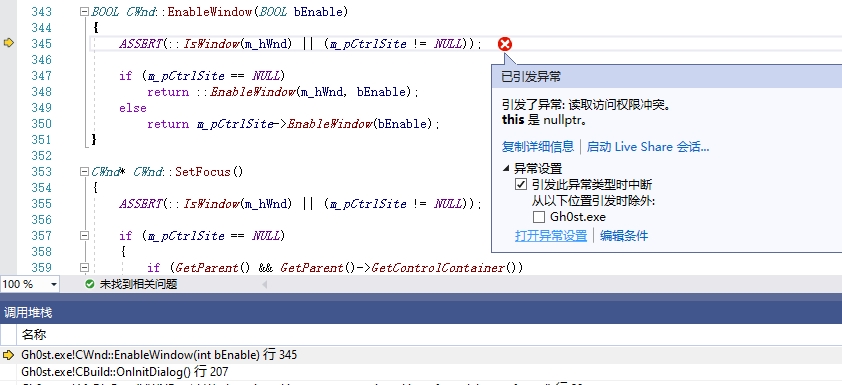 343 BOOL CWnd::EnableWindow(BOOL bEnable)
344 {
345 ASSERT(::IsWindow(m_hWnd) || (m_pCtrlSite != NULL));
346
347 if (m_pCtrlSite == NULL)
348 return ::EnableWindow(m_hWnd, bEnable);
349 else
350 return m_pCtrlSite->EnableWindow(bEnable);
351 }
352
353 CWnd* CWnd::SetFocus()
354 {
355 ASSERT(::IsWindow(m_hWnd) || (m_pCtrlSite != NULL));
356
357 if (m_pCtrlSite == NULL)
358 {
359 if (GetParent() && GetParent()->GetControlContainer())
已引发异常
引发了异常: 读取访问权限冲突。
this 是 nullptr。
复制详细信息 | 启动 Live Share 会话...
异常设置
引发此异常类型时中断
从以下位置引发时除外:
Gh0st.exe
打开异常设置 | 编辑条件
100 % 未找到相关问题
调用堆栈
名称
Gh0st.exe!CWnd::EnableWindow(int bEnable) 行 345
Gh0st.exe!CBuild::OnInitDialog() 行 207